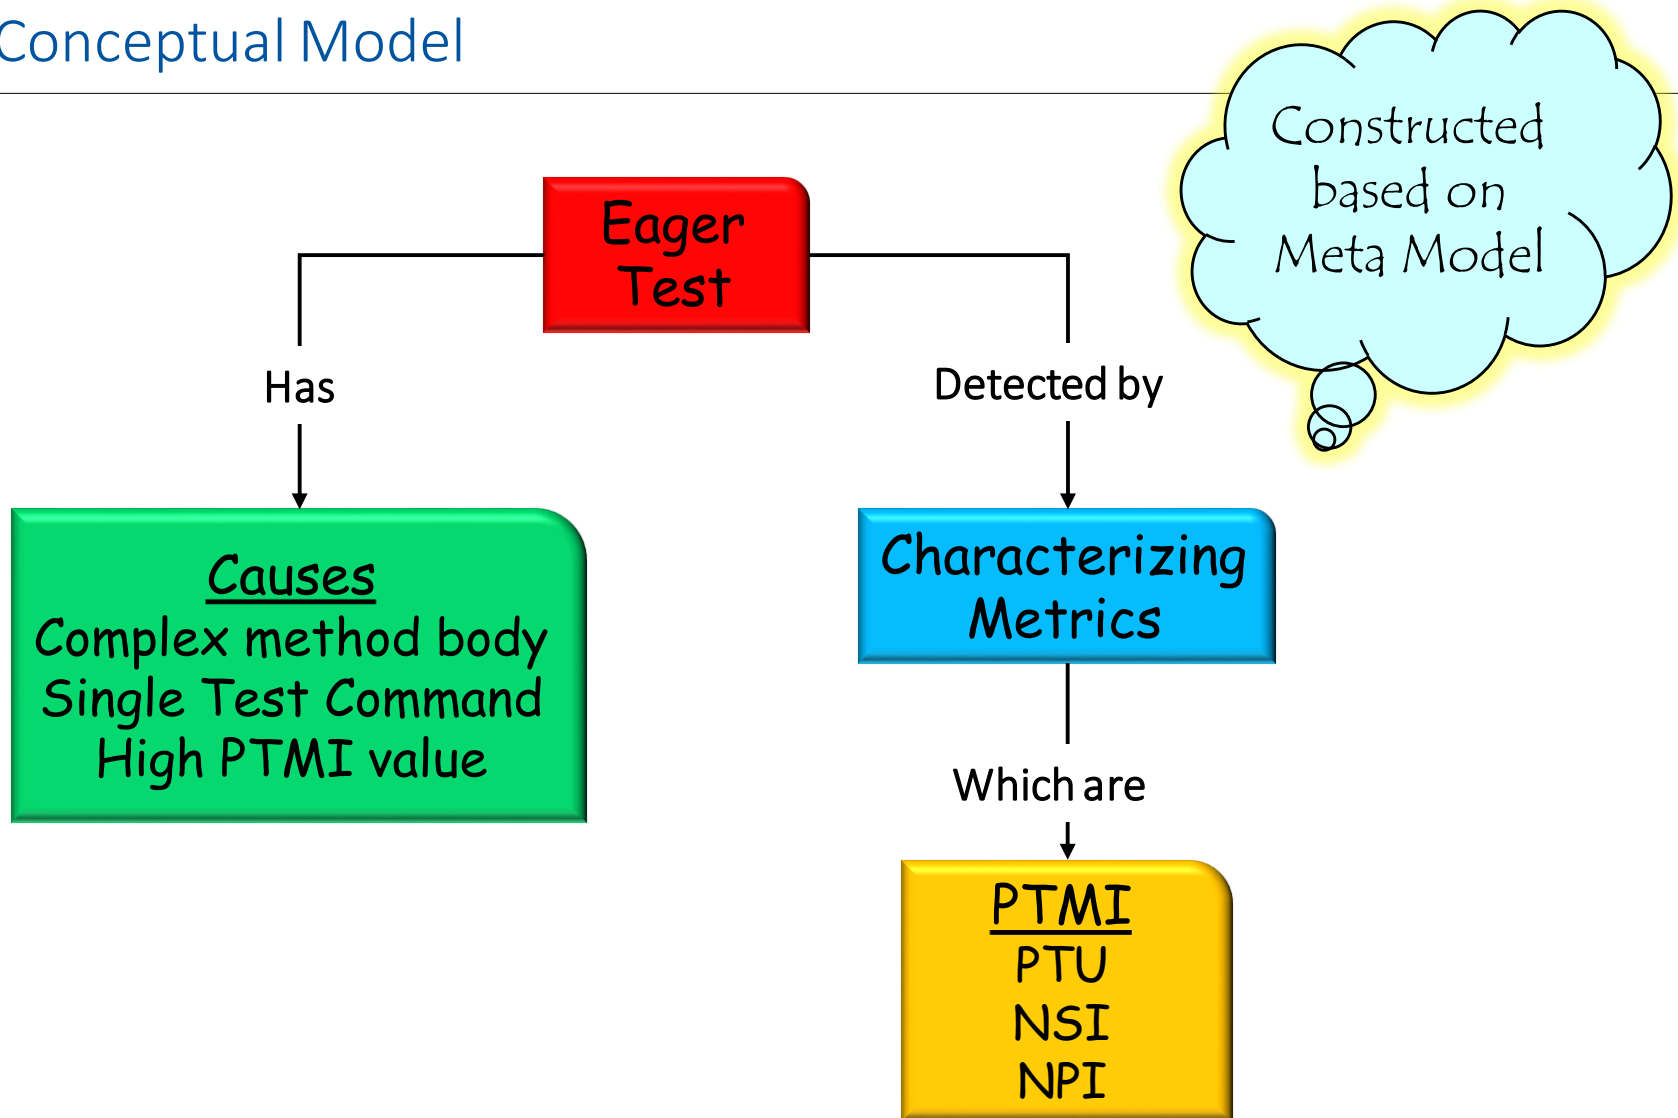 Conceptual Model
Constructed
based on
Meta Model
Eager
Test
Has
Detected by
Causes
Complex method body
Single Test Command
High PTMI value
Characterizing
Metrics
Which are
PTMI
PTU
NSI
NPI